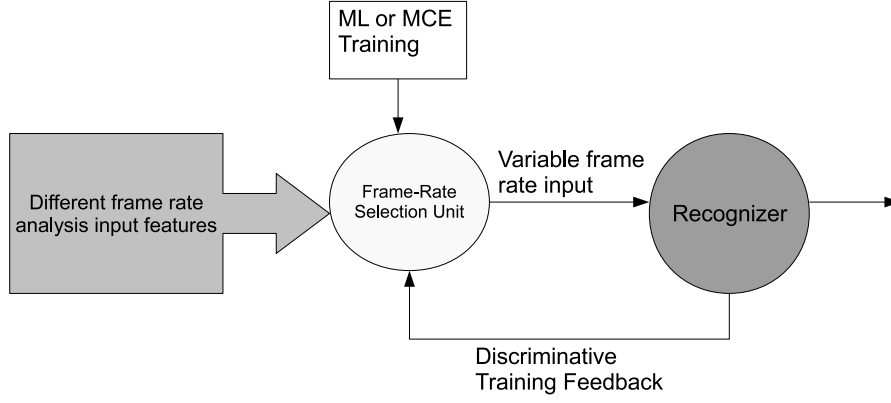 ML or MCE
Training
Different frame rate
analysis input features
Frame-Rate
Selection Unit
Variable frame
rate input
Recognizer
Discriminative
Training Feedback